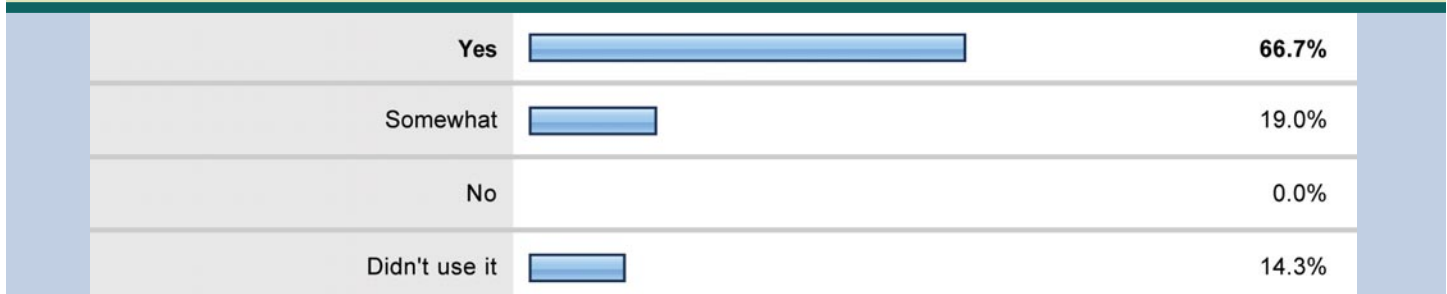 Yes 66.7%
Somewhat 19.0%
No 0.0%
Didn't use it 14.3%